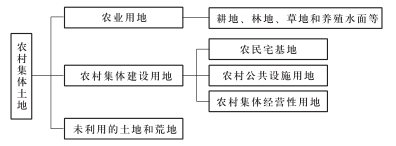 农村集体土地
农业用地
耕地、林地、草地和养殖水面等
农村集体建设用地
农民宅基地
农村公共设施用地
农村集体经营性用地
未利用的土地和荒地